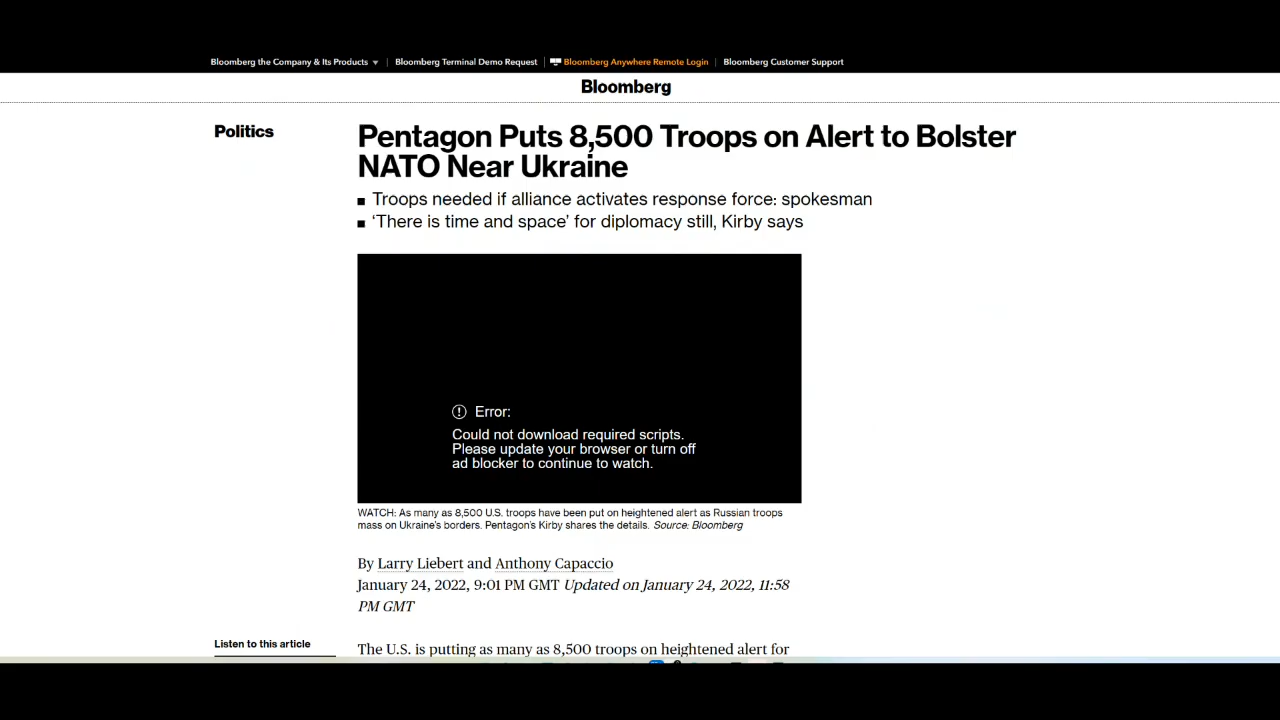 Bloomberg the Company & Its Products ▼ | Bloomberg Terminal Demo Request | Bloomberg Anywhere Remote Login | Bloomberg Customer Support
Bloomberg
Politics
Pentagon Puts 8,500 Troops on Alert to Bolster
NATO Near Ukraine
■ Troops needed if alliance activates response force: spokesman
■ ‘There is time and space’ for diplomacy still, Kirby says
Error:
Could not download required scripts.
Please update your browser or turn off
ad blocker to continue to watch.
WATCH: As many as 8,500 U.S. troops have been put on heightened alert as Russian troops
mass on Ukraine's borders. Pentagon's Kirby shares the details. Source: Bloomberg
By Larry Liebert and Anthony Capaccio
January 24, 2022, 9:01 PM GMT Updated on January 24, 2022, 11:58
PM GMT
Listen to this article
The U.S. is putting as many as 8,500 troops on heightened alert for